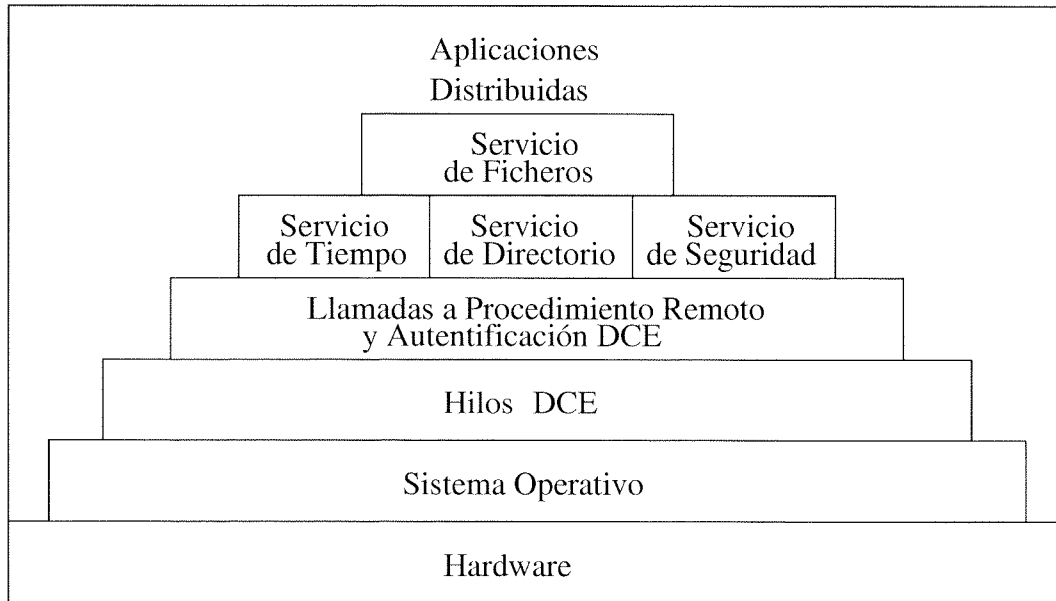 Aplicaciones
Distribuidas
Servicio
de Ficheros
Servicio
de Tiempo
Servicio
de Directorio
Servicio
de Seguridad
Llamadas a Procedimiento Remoto
y Autentificación DCE
Hilos DCE
Sistema Operativo
Hardware